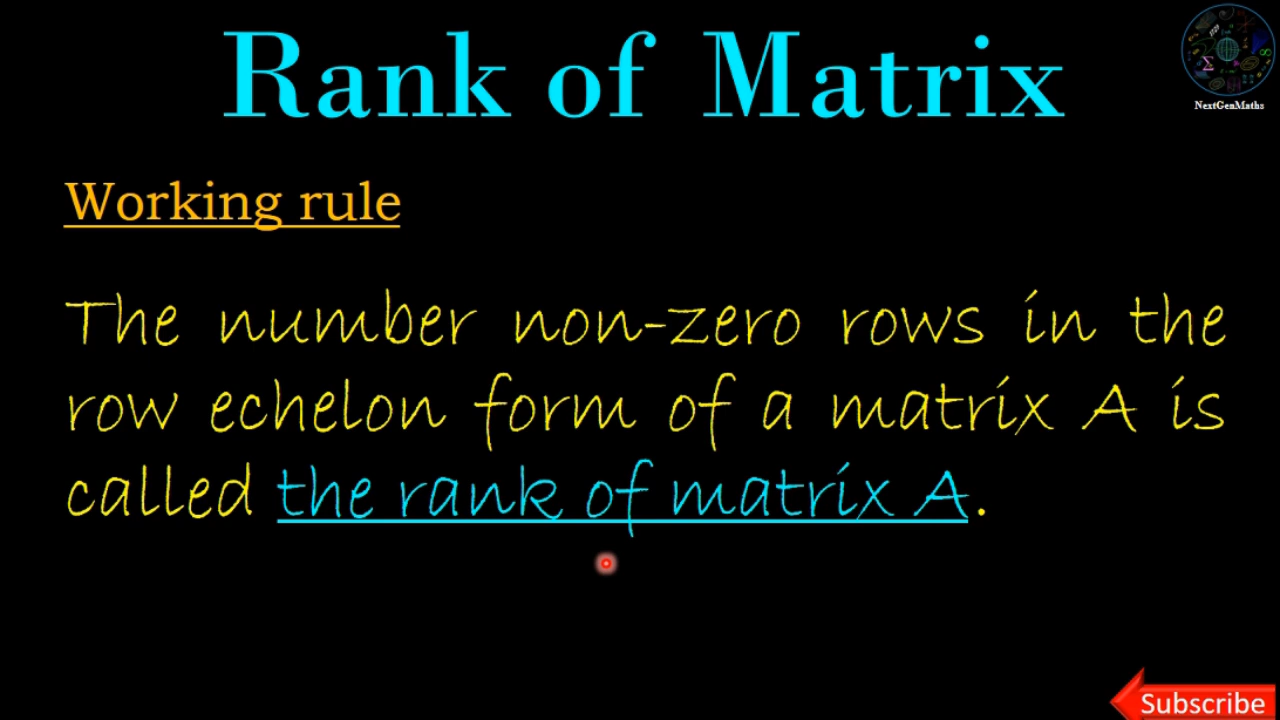 Rank of Matrix
NextGenMaths
Working rule
The number non-zero rows in the
row echelon form of a matrix A is
called the rank of matrix A.
Subscribe